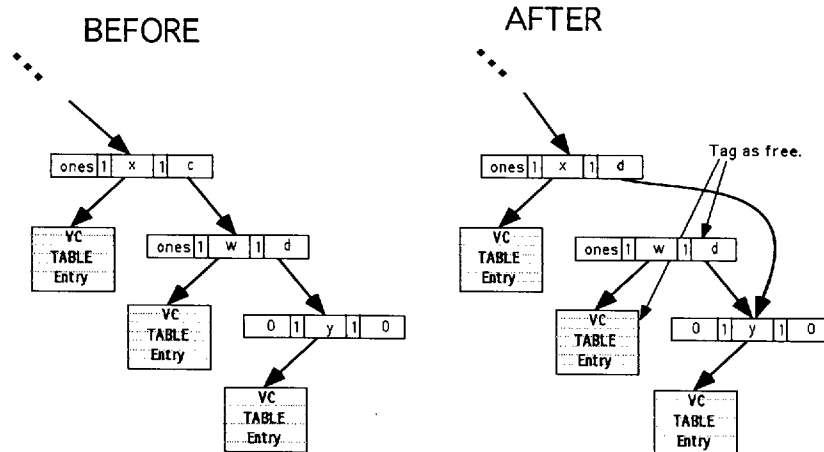 BEFORE
ones 1 x 1 c
VC
TABLE
Entry
ones 1 w 1 d
VC
TABLE
Entry
0 1 y 1 0
VC
TABLE
Entry
AFTER
ones 1 x 1 d
Tag as free.
VC
TABLE
Entry
ones 1 w 1 d
VC
TABLE
Entry
0 1 y 1 0
VC
TABLE
Entry